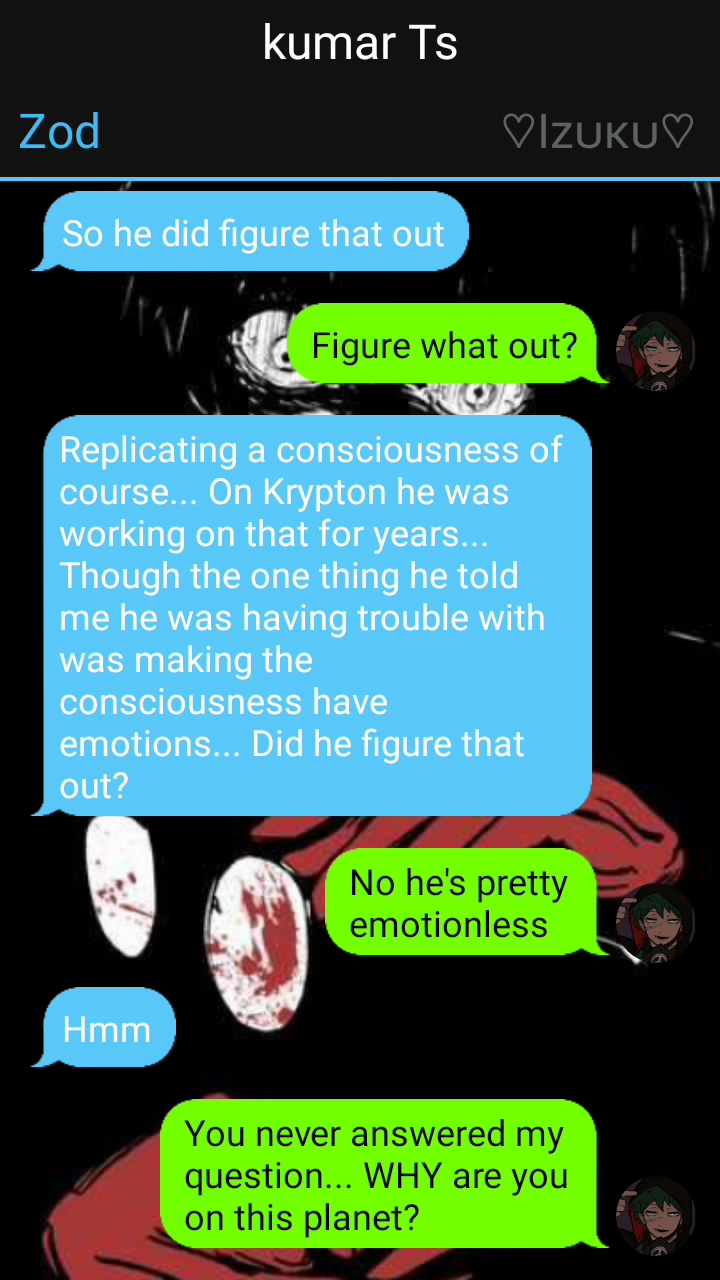 kumar Ts
Zod
♡Izuku♡
So he did figure that out
Figure what out?
Replicating a consciousness of
course... On Krypton he was
working on that for years...
Though the one thing he told
me he was having trouble with
was making the
consciousness have
emotions... Did he figure that
out?
No he's pretty
emotionless
Hmm
You never answered my
question... WHY are you
on this planet?